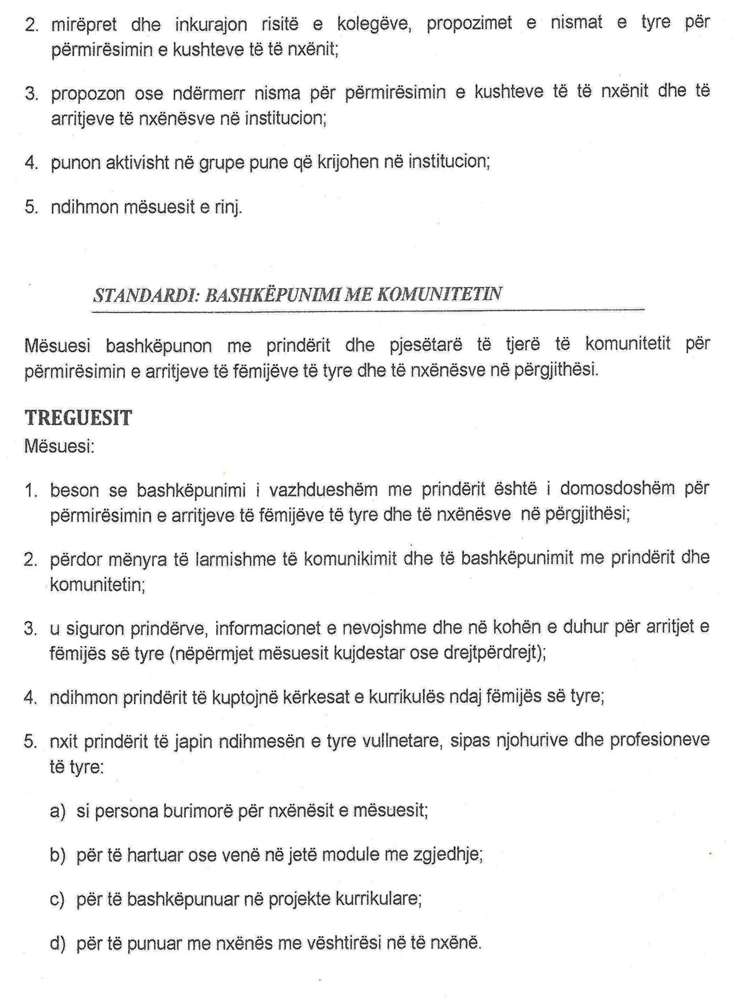 2. mirëpret dhe inkurajon risitë e kolegëve, propozimet e nismat e tyre për
përmirësimin e kushteve të të nxënit;
3. propozon ose ndërmerr nisma për përmirësimin e kushteve të të nxënit dhe të
arritjeve të nxënësve në institucion;
4. punon aktivisht në grupe pune që krijohen në institucion;
5. ndihmon mësuesit e rinj.
STANDARDI: BASHKËPUNIMI ME KOMUNITETIN
Mësuesi bashkëpunon me prindërit dhe pjesëtarë të tjerë të komunitetit për
përmirësimin e arritjeve të fëmijëve të tyre dhe të nxënësve në përgjithësi.
TREGUESIT
Mësuesi:
1. beson se bashkëpunimi i vazhdueshëm me prindërit është i domosdoshëm për
përmirësimin e arritjeve të fëmijëve të tyre dhe të nxënësve në përgjithësi;
2. përdor mënyra të larmishme të komunikimit dhe të bashkëpunimit me prindërit dhe
komunitetin;
3. u siguron prindërve, informacionet e nevojshme dhe në kohën e duhur për arritjet e
fëmijës së tyre (nëpërmjet mësuesit kujdestar ose drejtpërdrejt);
4. ndihmon prindërit të kuptojnë kërkesat e kurrikulës ndaj fëmijës së tyre;
5. nxit prindërit të japin ndihmesën e tyre vullnetare, sipas njohurive dhe profesioneve
të tyre:
a) si persona burimorë për nxënësit e mësuesit;
b) për të hartuar ose venë në jetë module me zgjedhje;
c) për të bashkëpunuar në projekte kurrikulare;
d) për të punuar me nxënës me vështirësi në të nxënë.